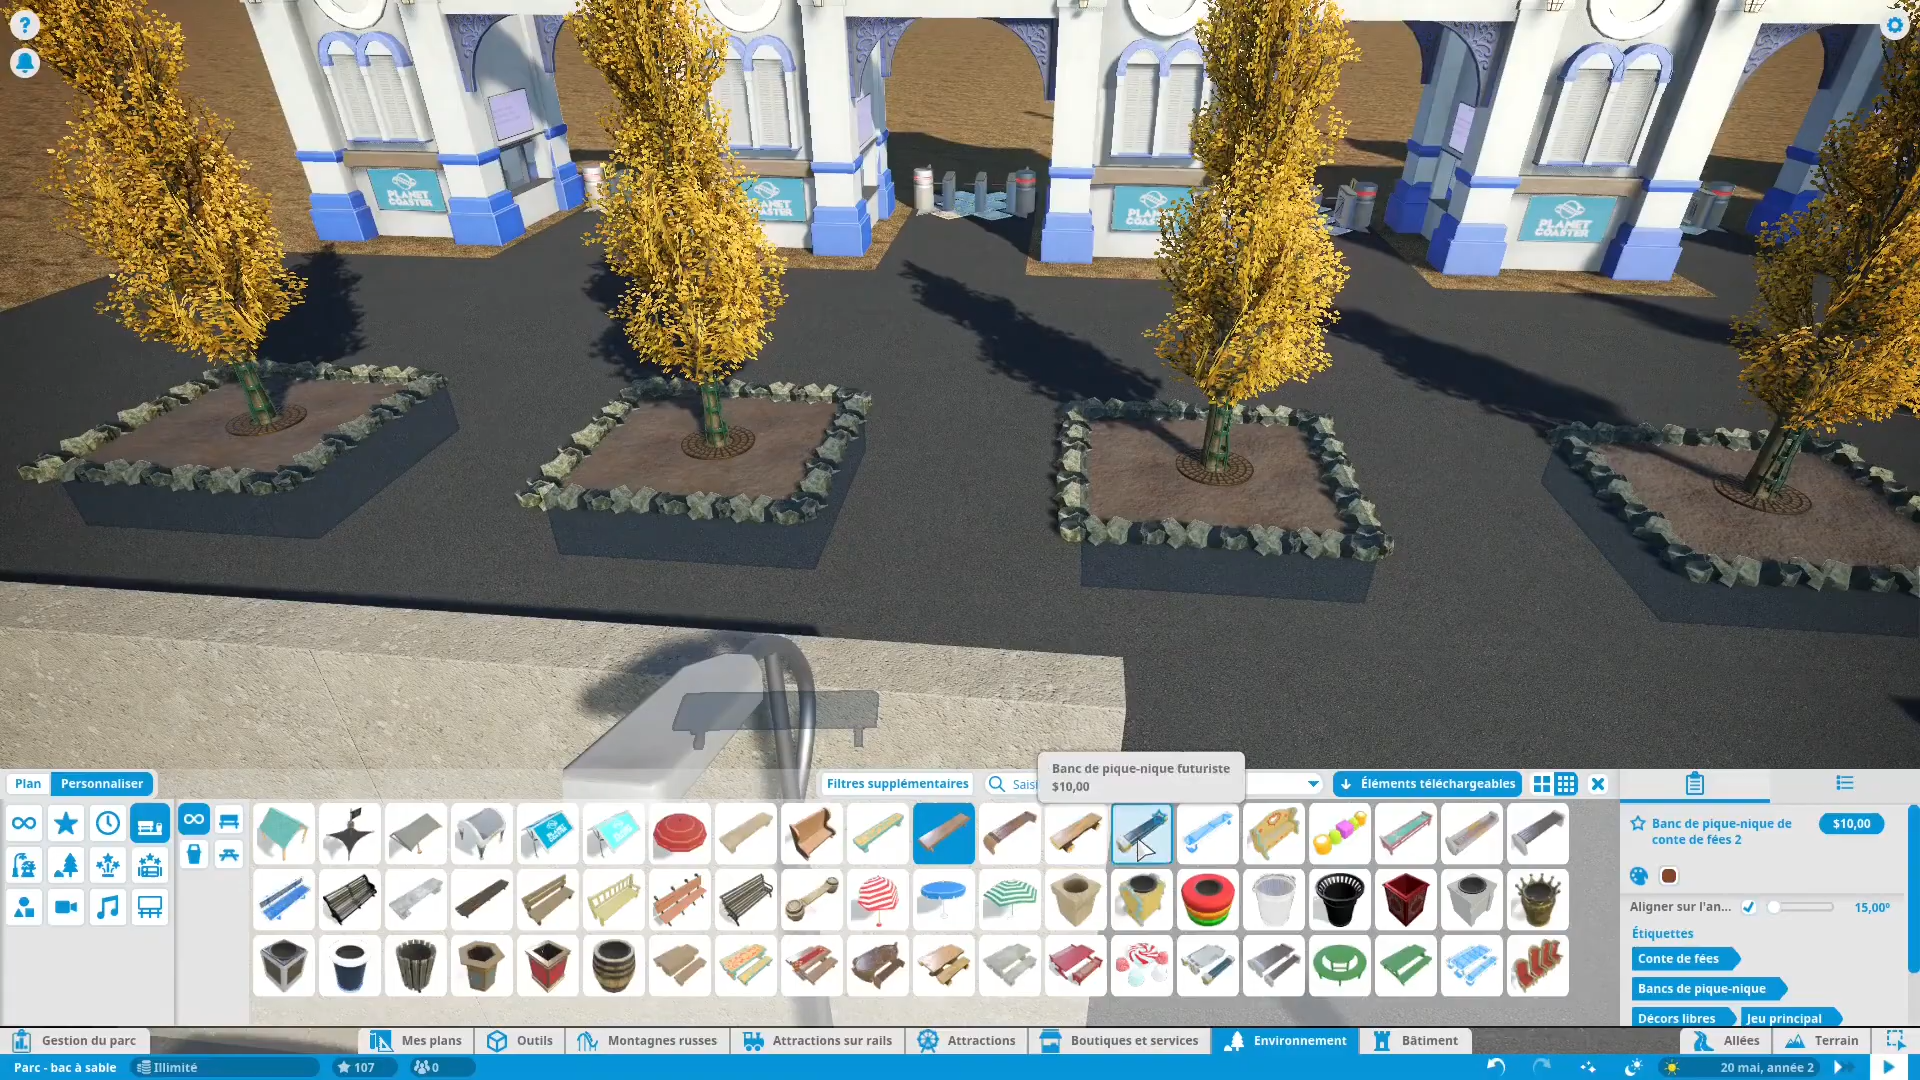 PLANET
COASTER
PLANET
COASTER
PLAN
COAS
PLANET
COASTER
Banc de pique-nique futuriste
$10,00
Plan
Personnaliser
Filtres supplémentaires
Éléments téléchargeables
Banc de pique-nique de
conte de fées 2
$10,00
Aligner sur l'an...
15,00º
Étiquettes
Conte de fées
Bancs de pique-nique
Décors libres
Jeu principal
Gestion du parc
Mes plans
Outils
Montagnes russes
Attractions sur rails
Attractions
Boutiques et services
Environnement
Bâtiment
Allées
Terrain
Parc - bac à sable
Illimité
107
0
20 mai, année 2